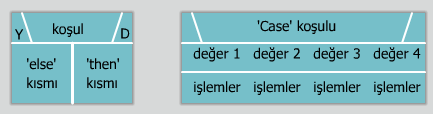 Y koşul D
'else' 'then'
kısmı kısmı
'Case' koşulu
değer 1 değer 2 değer 3 değer 4
işlemler işlemler işlemler işlemler